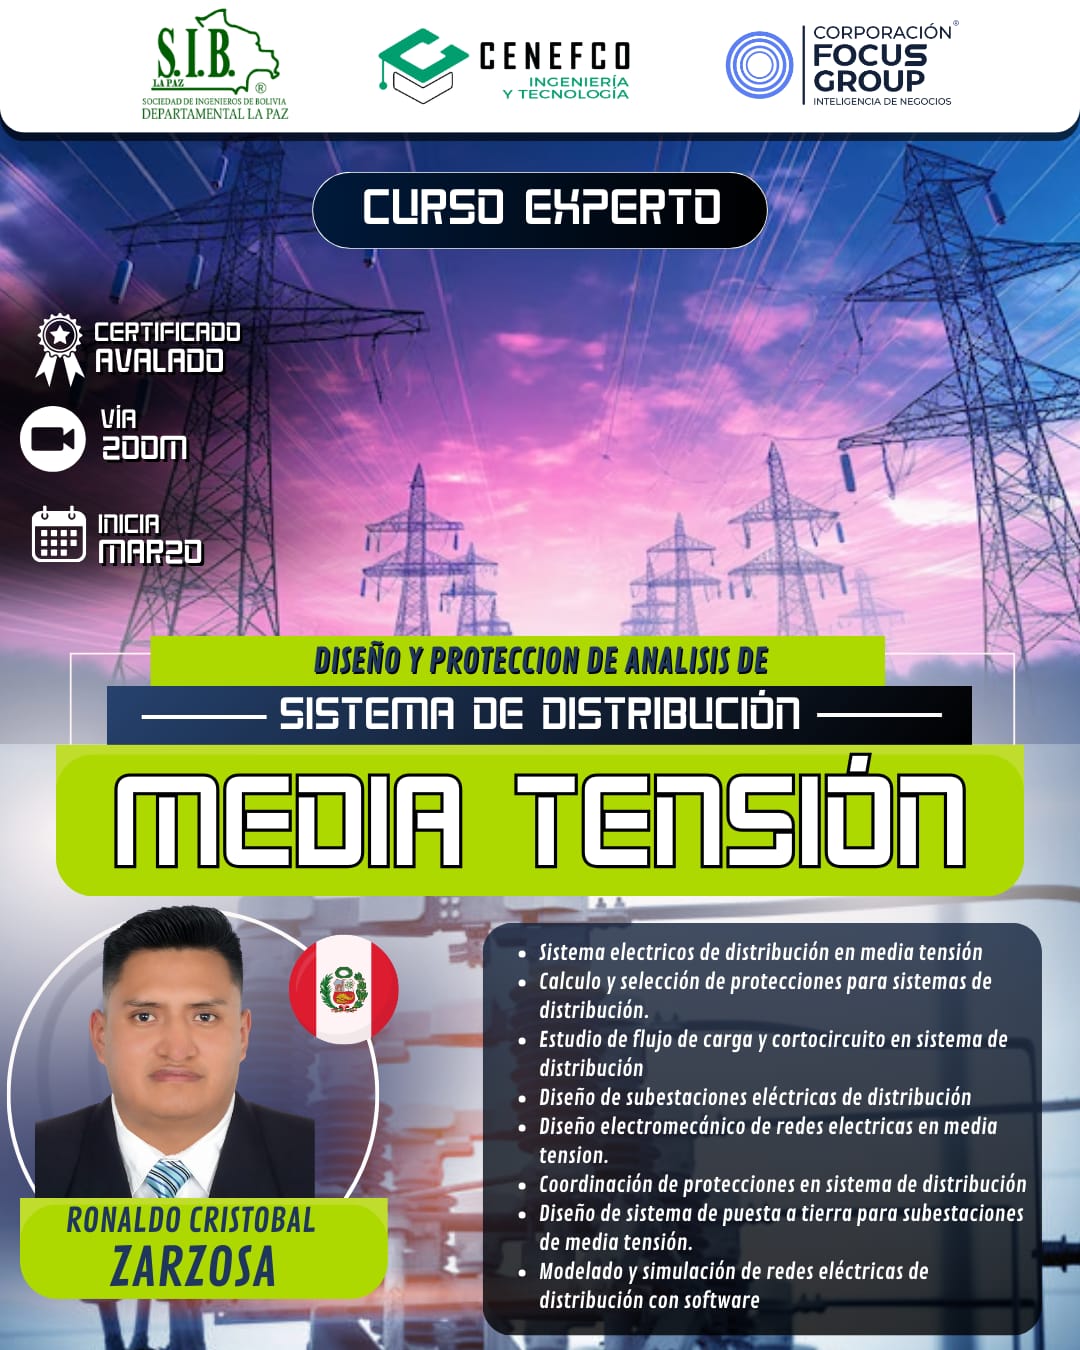 S.I.B.
LA PAZ
®
SOCIEDAD DE INGENIEROS DE BOLIVIA
DEPARTAMENTAL LA PAZ
CENEFCO
INGENIERÍA
Y TECNOLOGÍA
CORPORACIÓN®
FOCUS
GROUP
INTELIGENCIA DE NEGOCIOS
CURSO EXPERTO
CERTIFICADO
AVALADO
VÍA
ZOOM
INICIA
MARZO
DISEÑO Y PROTECCION DE ANALISIS DE
SISTEMA DE DISTRIBUCIÓN
MEDIA TENSIÓN
RONALDO CRISTOBAL
ZARZOSA
• Sistema electricos de distribución en media tensión
• Calculo y selección de protecciones para sistemas de
distribución.
• Estudio de flujo de carga y cortocircuito en sistema de
distribución
• Diseño de subestaciones eléctricas de distribución
• Diseño electromecánico de redes electricas en media
tension.
• Coordinación de protecciones en sistema de distribución
• Diseño de sistema de puesta a tierra para subestaciones
de media tensión.
• Modelado y simulación de redes eléctricas de
distribución con software